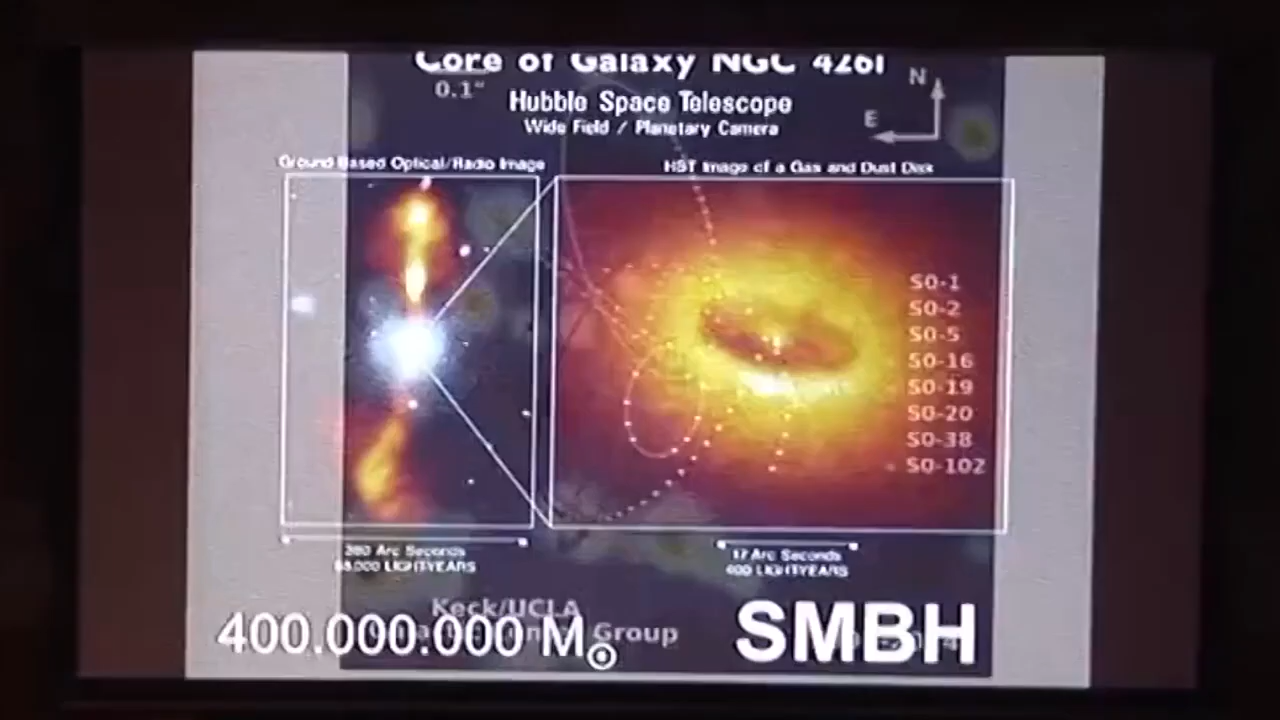 Core of Galaxy NGC 4261
0.1"
N
Hubble Space Telescope
E
Wide Field / Planetary Camera
Ground Based Optical/Radio Image
HST Image of a Gas and Dust Disk
S0-1
S0-2
S0-5
S0-16
S0-19
S0-20
S0-38
S0-102
380 Arc Seconds
88,000 LIGHTYEARS
17 Arc Seconds
400 LIGHTYEARS
Keck/UCLA
Group
400.000.000 M☉
SMBH